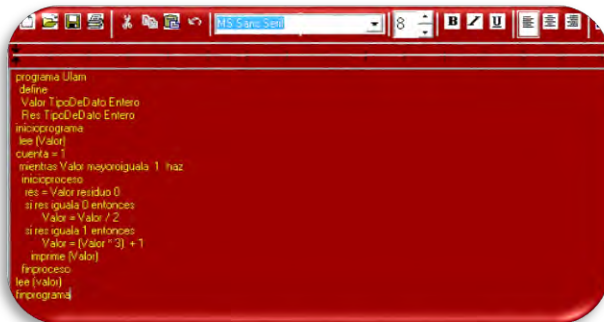 MS Sans Serif 8 B I U
programa Ulam
define
Valor TipoDeDato Entero
Res TipoDeDato Entero
inicioprograma
lee (Valor)
cuenta = 1
mientras Valor mayoroiguala 1 haz
inicioproceso
res = Valor residuo 0
si res iguala 0 entonces
Valor = Valor / 2
si res iguala 1 entonces
Valor = (Valor * 3) + 1
imprime (Valor)
finproceso
lee (valor)
finprograma